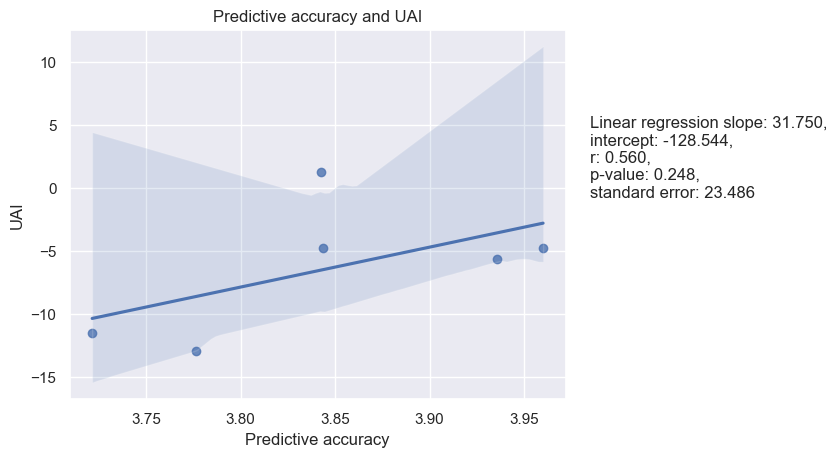 Predictive accuracy and UAI
10
5
0
−5
−10
−15
UAI
3.75 3.80 3.85 3.90 3.95
Predictive accuracy
Linear regression slope: 31.750,
intercept: -128.544,
r: 0.560,
p-value: 0.248,
standard error: 23.486